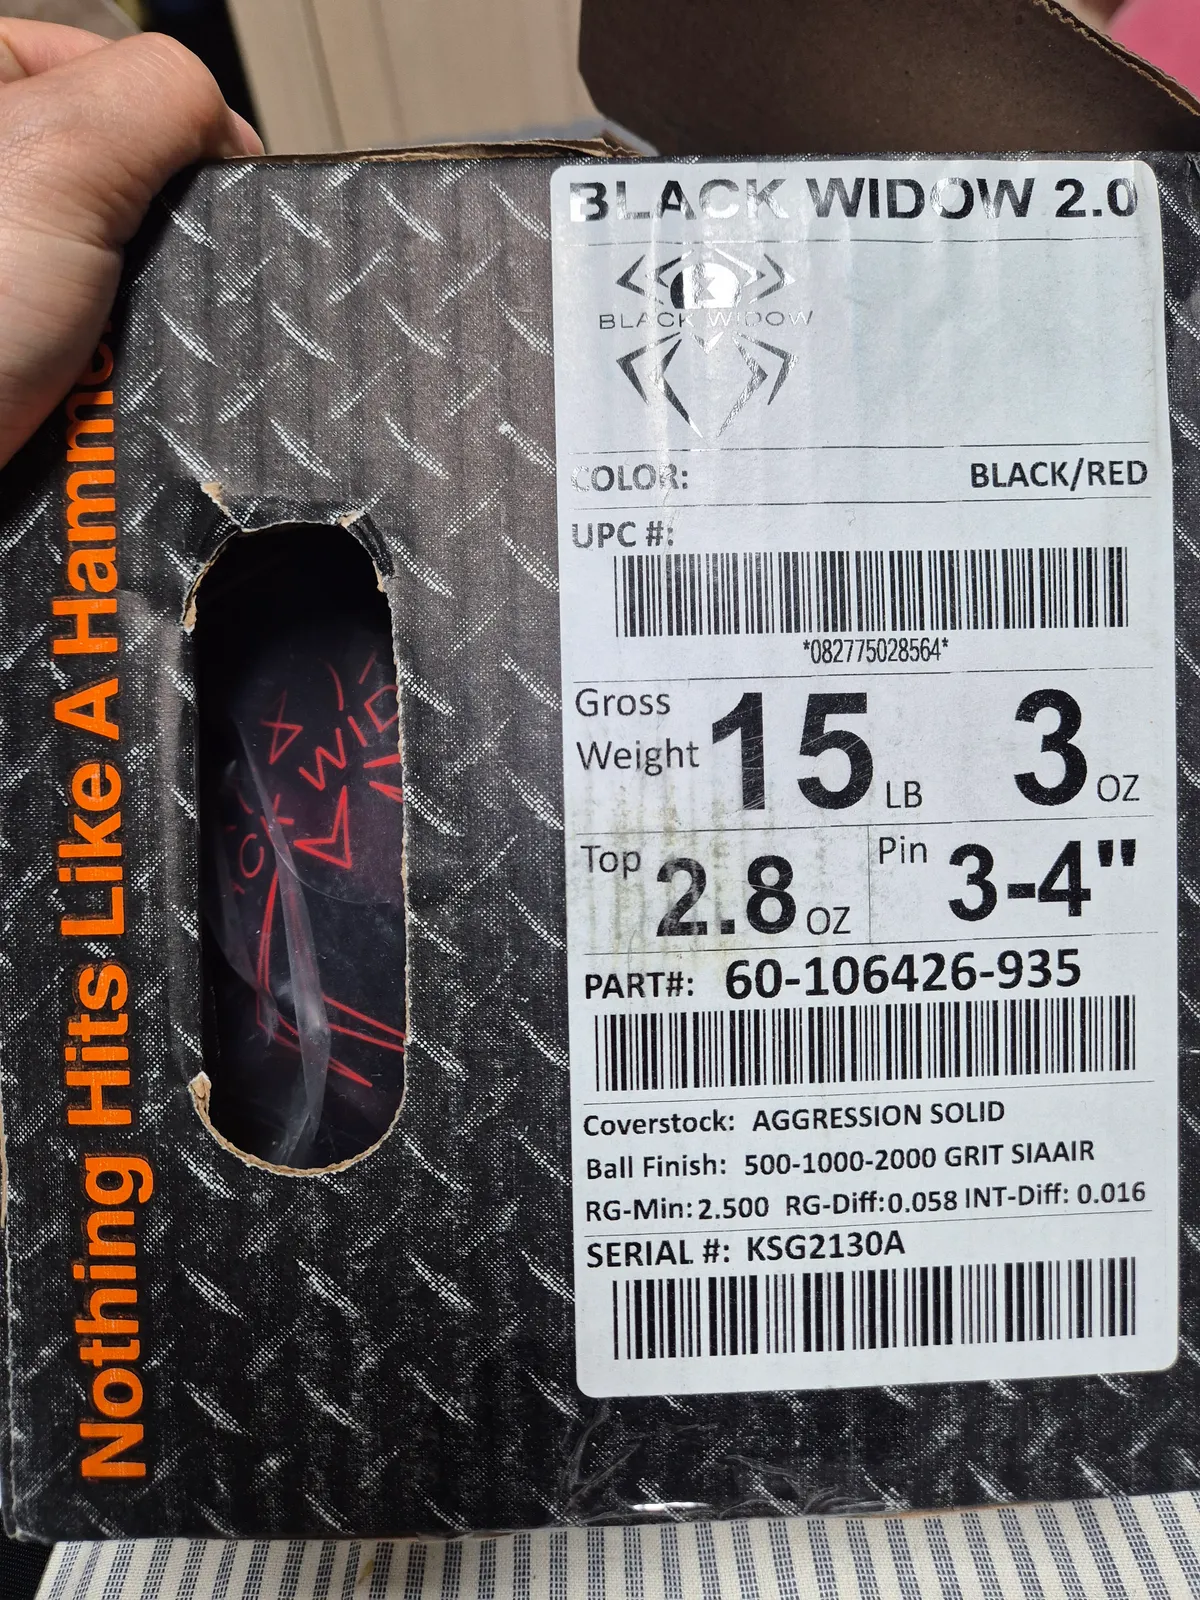 Nothing Hits Like A Hammer
BLACK WIDOW 2.0
BLACK WIDOW
COLOR: BLACK/RED
UPC #:
*082775028564*
Gross Weight 15 LB 3 OZ
Top 2.8 OZ Pin 3-4"
PART#: 60-106426-935
Coverstock: AGGRESSION SOLID
Ball Finish: 500-1000-2000 GRIT SIAAIR
RG-Min: 2.500 RG-Diff: 0.058 INT-Diff: 0.016
SERIAL #: KSG2130A